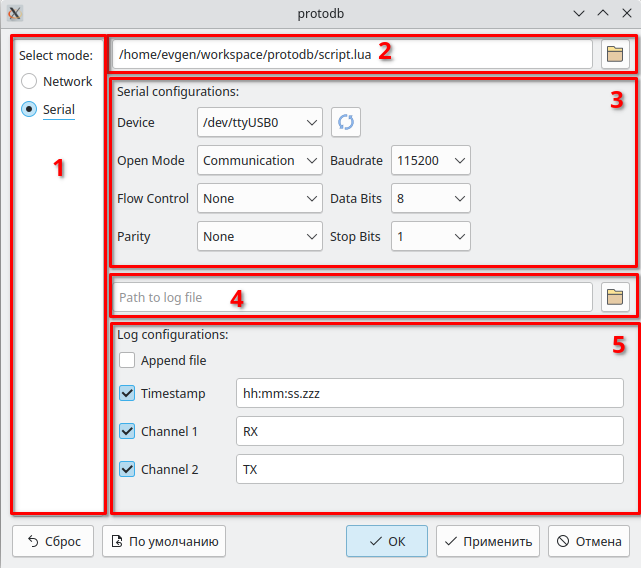 protodb
Select mode:
Network
Serial
1
/home/evgen/workspace/protodb/script.lua
2
Serial configurations:
3
Device /dev/ttyUSB0
Open Mode Communication Baudrate 115200
Flow Control None Data Bits 8
Parity None Stop Bits 1
Path to log file
4
Log configurations:
5
Append file
Timestamp hh:mm:ss.zzz
Channel 1 RX
Channel 2 TX
Сброс По умолчанию OK Применить Отмена